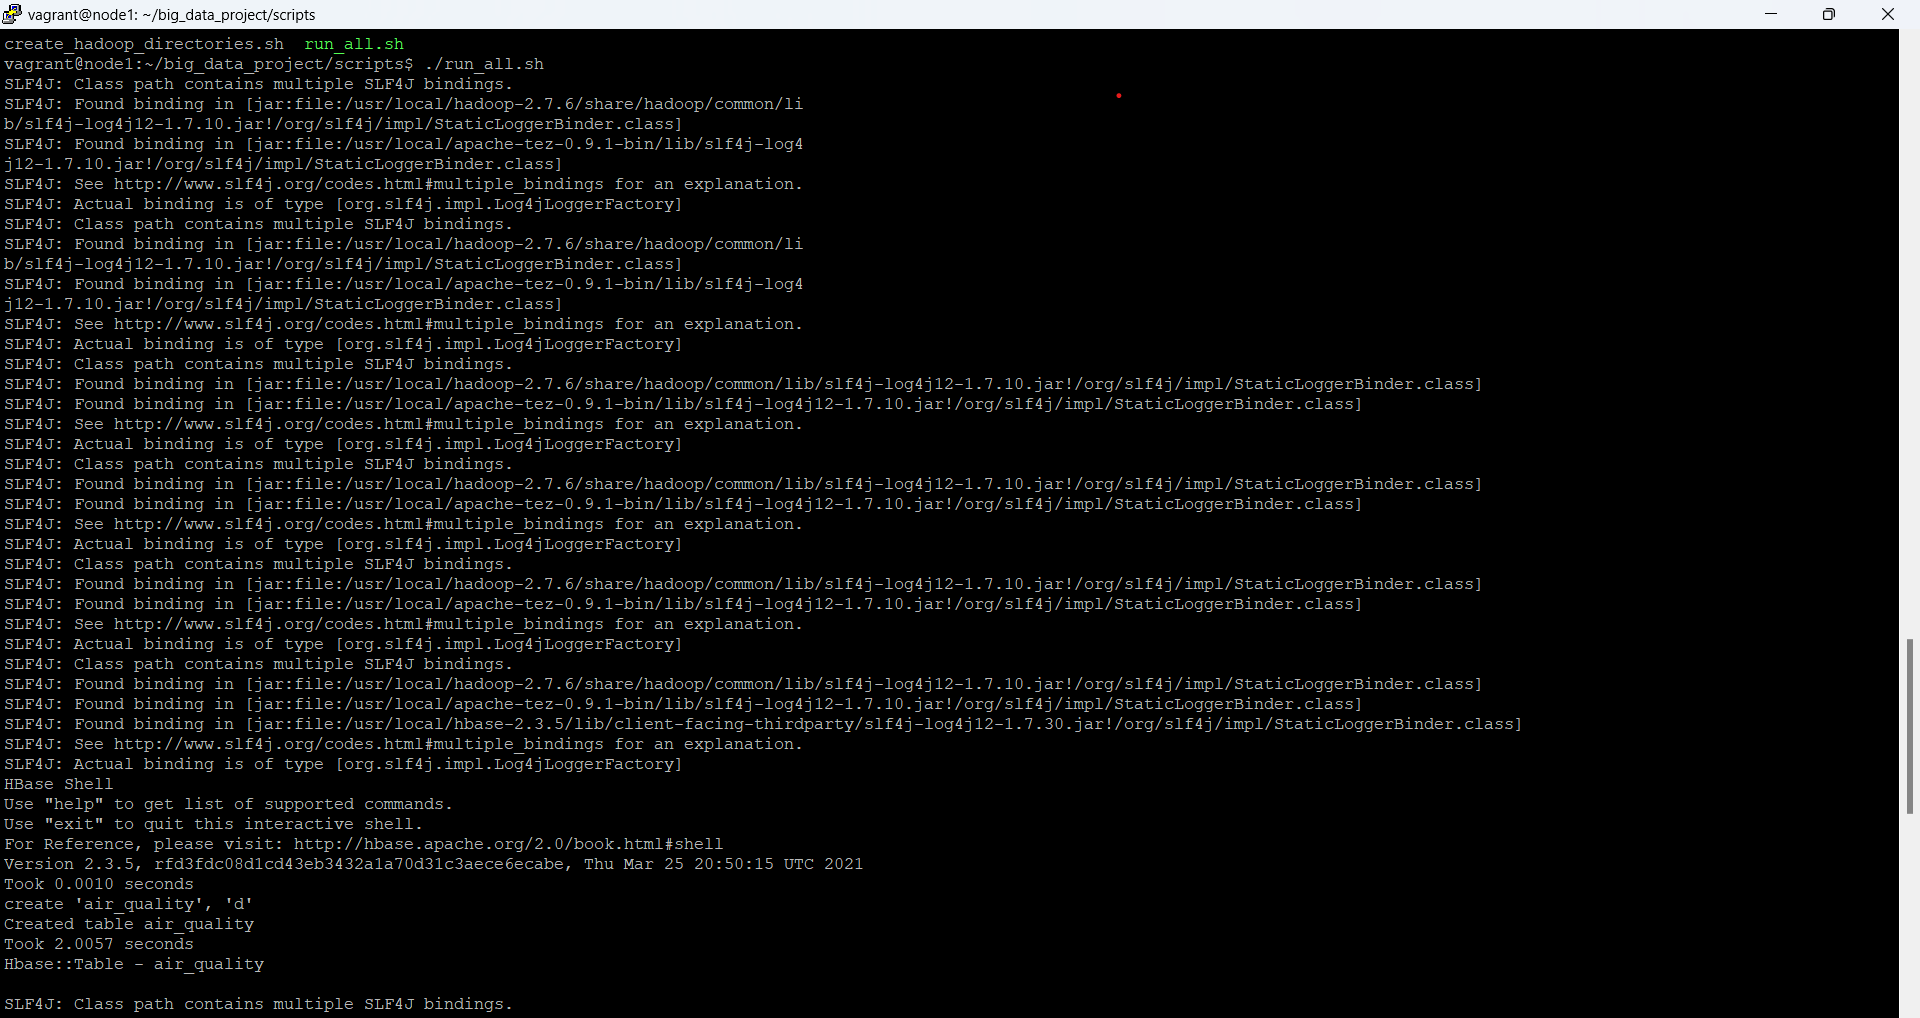 vagrant@node1: ~/big_data_project/scripts
create_hadoop_directories.sh  run_all.sh
vagrant@node1:~/big_data_project/scripts$ ./run_all.sh
SLF4J: Class path contains multiple SLF4J bindings.
SLF4J: Found binding in [jar:file:/usr/local/hadoop-2.7.6/share/hadoop/common/li
b/slf4j-log4j12-1.7.10.jar!/org/slf4j/impl/StaticLoggerBinder.class]
SLF4J: Found binding in [jar:file:/usr/local/apache-tez-0.9.1-bin/lib/slf4j-log4
j12-1.7.10.jar!/org/slf4j/impl/StaticLoggerBinder.class]
SLF4J: See http://www.slf4j.org/codes.html#multiple_bindings for an explanation.
SLF4J: Actual binding is of type [org.slf4j.impl.Log4jLoggerFactory]
SLF4J: Class path contains multiple SLF4J bindings.
SLF4J: Found binding in [jar:file:/usr/local/hadoop-2.7.6/share/hadoop/common/li
b/slf4j-log4j12-1.7.10.jar!/org/slf4j/impl/StaticLoggerBinder.class]
SLF4J: Found binding in [jar:file:/usr/local/apache-tez-0.9.1-bin/lib/slf4j-log4
j12-1.7.10.jar!/org/slf4j/impl/StaticLoggerBinder.class]
SLF4J: See http://www.slf4j.org/codes.html#multiple_bindings for an explanation.
SLF4J: Actual binding is of type [org.slf4j.impl.Log4jLoggerFactory]
SLF4J: Class path contains multiple SLF4J bindings.
SLF4J: Found binding in [jar:file:/usr/local/hadoop-2.7.6/share/hadoop/common/lib/slf4j-log4j12-1.7.10.jar!/org/slf4j/impl/StaticLoggerBinder.class]
SLF4J: Found binding in [jar:file:/usr/local/apache-tez-0.9.1-bin/lib/slf4j-log4j12-1.7.10.jar!/org/slf4j/impl/StaticLoggerBinder.class]
SLF4J: See http://www.slf4j.org/codes.html#multiple_bindings for an explanation.
SLF4J: Actual binding is of type [org.slf4j.impl.Log4jLoggerFactory]
SLF4J: Class path contains multiple SLF4J bindings.
SLF4J: Found binding in [jar:file:/usr/local/hadoop-2.7.6/share/hadoop/common/lib/slf4j-log4j12-1.7.10.jar!/org/slf4j/impl/StaticLoggerBinder.class]
SLF4J: Found binding in [jar:file:/usr/local/apache-tez-0.9.1-bin/lib/slf4j-log4j12-1.7.10.jar!/org/slf4j/impl/StaticLoggerBinder.class]
SLF4J: See http://www.slf4j.org/codes.html#multiple_bindings for an explanation.
SLF4J: Actual binding is of type [org.slf4j.impl.Log4jLoggerFactory]
SLF4J: Class path contains multiple SLF4J bindings.
SLF4J: Found binding in [jar:file:/usr/local/hadoop-2.7.6/share/hadoop/common/lib/slf4j-log4j12-1.7.10.jar!/org/slf4j/impl/StaticLoggerBinder.class]
SLF4J: Found binding in [jar:file:/usr/local/apache-tez-0.9.1-bin/lib/slf4j-log4j12-1.7.10.jar!/org/slf4j/impl/StaticLoggerBinder.class]
SLF4J: See http://www.slf4j.org/codes.html#multiple_bindings for an explanation.
SLF4J: Actual binding is of type [org.slf4j.impl.Log4jLoggerFactory]
SLF4J: Class path contains multiple SLF4J bindings.
SLF4J: Found binding in [jar:file:/usr/local/hadoop-2.7.6/share/hadoop/common/lib/slf4j-log4j12-1.7.10.jar!/org/slf4j/impl/StaticLoggerBinder.class]
SLF4J: Found binding in [jar:file:/usr/local/apache-tez-0.9.1-bin/lib/slf4j-log4j12-1.7.10.jar!/org/slf4j/impl/StaticLoggerBinder.class]
SLF4J: Found binding in [jar:file:/usr/local/hbase-2.3.5/lib/client-facing-thirdparty/slf4j-log4j12-1.7.30.jar!/org/slf4j/impl/StaticLoggerBinder.class]
SLF4J: See http://www.slf4j.org/codes.html#multiple_bindings for an explanation.
SLF4J: Actual binding is of type [org.slf4j.impl.Log4jLoggerFactory]
HBase Shell
Use "help" to get list of supported commands.
Use "exit" to quit this interactive shell.
For Reference, please visit: http://hbase.apache.org/2.0/book.html#shell
Version 2.3.5, rfd3fdc08d1cd43eb3432a1a70d31c3aece6ecabe, Thu Mar 25 20:50:15 UTC 2021
Took 0.0010 seconds
create 'air_quality', 'd'
Created table air_quality
Took 2.0057 seconds
Hbase::Table - air_quality
SLF4J: Class path contains multiple SLF4J bindings.